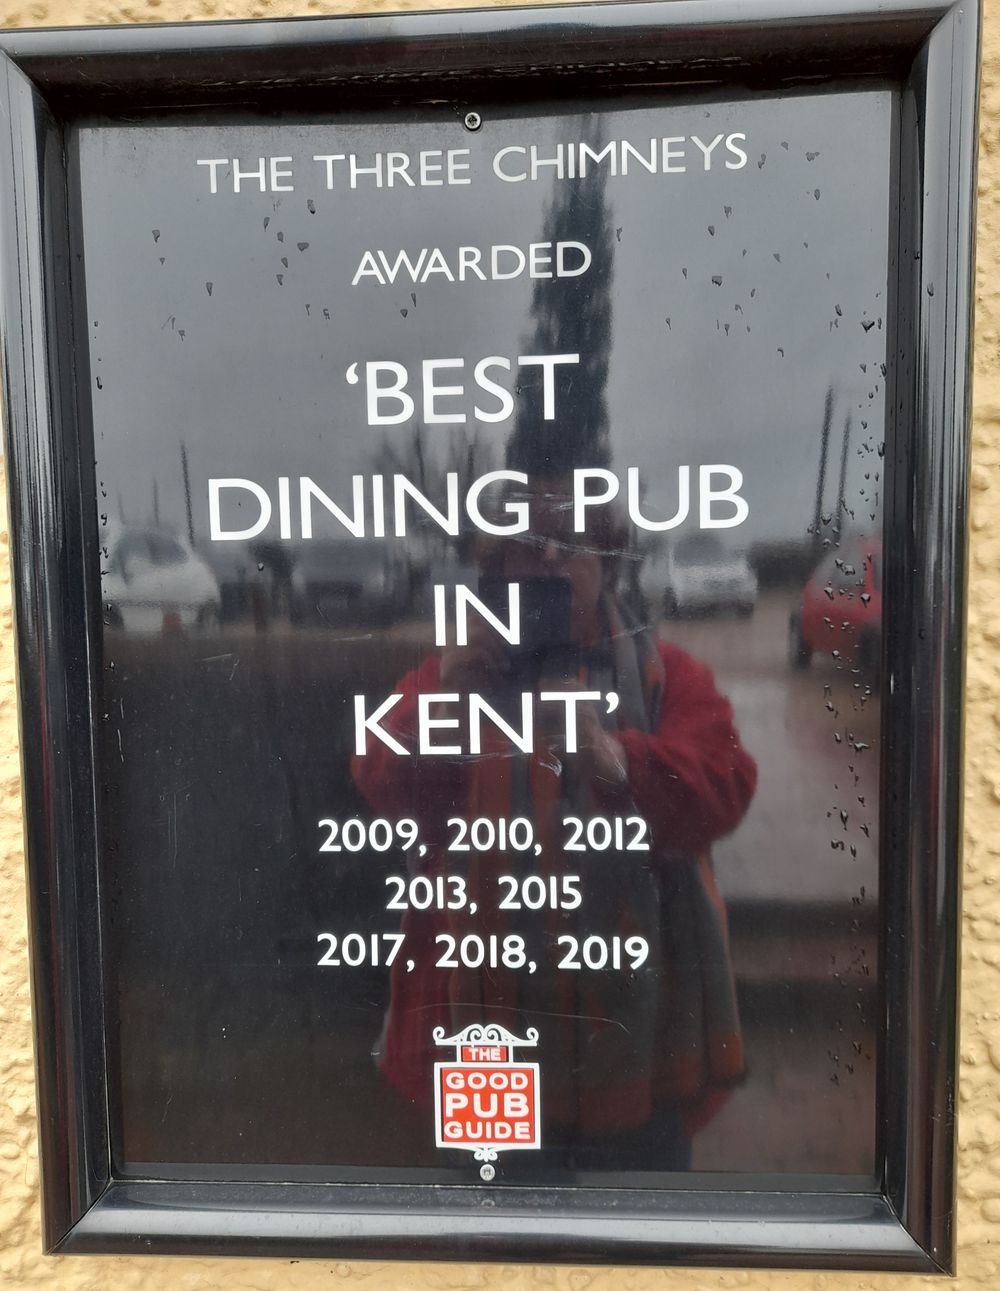 THE THREE CHIMNEYS
AWARDED
‘BEST
DINING PUB
IN
KENT’
2009, 2010, 2012
2013, 2015
2017, 2018, 2019
THE
GOOD
PUB
GUIDE